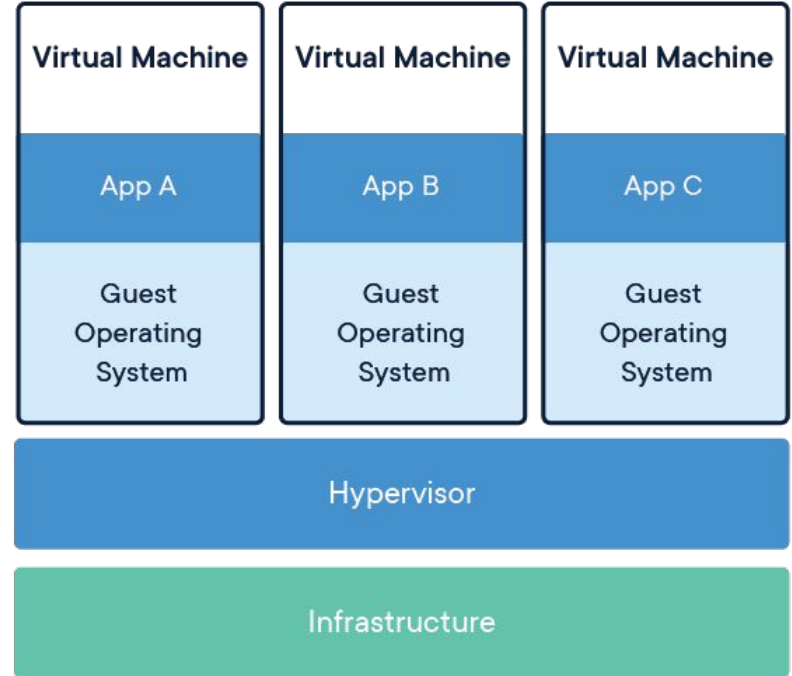 Virtual Machine
Virtual Machine
Virtual Machine
App A
App B
App C
Guest
Operating
System
Guest
Operating
System
Guest
Operating
System
Hypervisor
Infrastructure